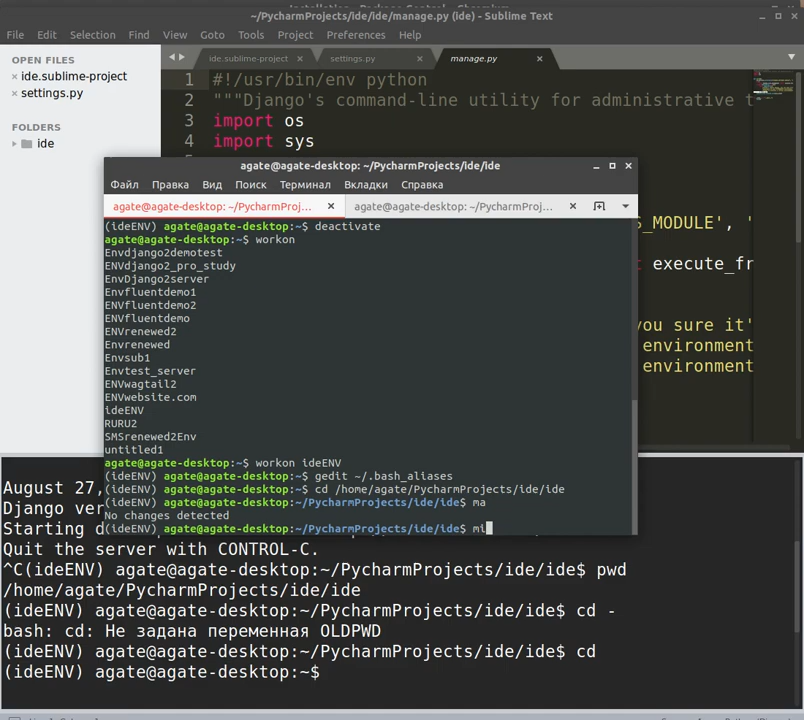 ~/PycharmProjects/ide/ide/manage.py (ide) - Sublime Text
File Edit Selection Find View Goto Tools Project Preferences Help
OPEN FILES
ide.sublime-project
settings.py
FOLDERS
ide
ide.sublime-project settings.py manage.py
1 #!/usr/bin/env python
2 """Django's command-line utility for administrative t
3 import os
4 import sys
S_MODULE', '
execute_fr
you sure it'
environment
environment
agate@agate-desktop: ~/PycharmProjects/ide/ide
Файл Правка Вид Поиск Терминал Вкладки Справка
agate@agate-desktop: ~/PycharmProj... agate@agate-desktop: ~/PycharmProj...
(ideENV) agate@agate-desktop:~$ deactivate
agate@agate-desktop:~$ workon
Envdjango2demotest
ENVdjango2_pro_study
EnvDjango2server
Envfluentdemo1
ENVfluentdemo2
ENVfluentdemo
ENVrenewed2
Envrenewed
Envsub1
Envtest_server
ENVwagtail2
ENVwebsite.com
ideENV
RURU2
SMSrenewed2Env
untitled1
agate@agate-desktop:~$ workon ideENV
(ideENV) agate@agate-desktop:~$ gedit ~/.bash_aliases
(ideENV) agate@agate-desktop:~$ cd /home/agate/PycharmProjects/ide/ide
(ideENV) agate@agate-desktop:~/PycharmProjects/ide/ide$ ma
No changes detected
(ideENV) agate@agate-desktop:~/PycharmProjects/ide/ide$ mi
August 27,
Django ver
Starting d
Quit the server with CONTROL-C.
^C(ideENV) agate@agate-desktop:~/PycharmProjects/ide/ide$ pwd
/home/agate/PycharmProjects/ide/ide
(ideENV) agate@agate-desktop:~/PycharmProjects/ide/ide$ cd -
bash: cd: Не задана переменная OLDPWD
(ideENV) agate@agate-desktop:~/PycharmProjects/ide/ide$ cd
(ideENV) agate@agate-desktop:~$